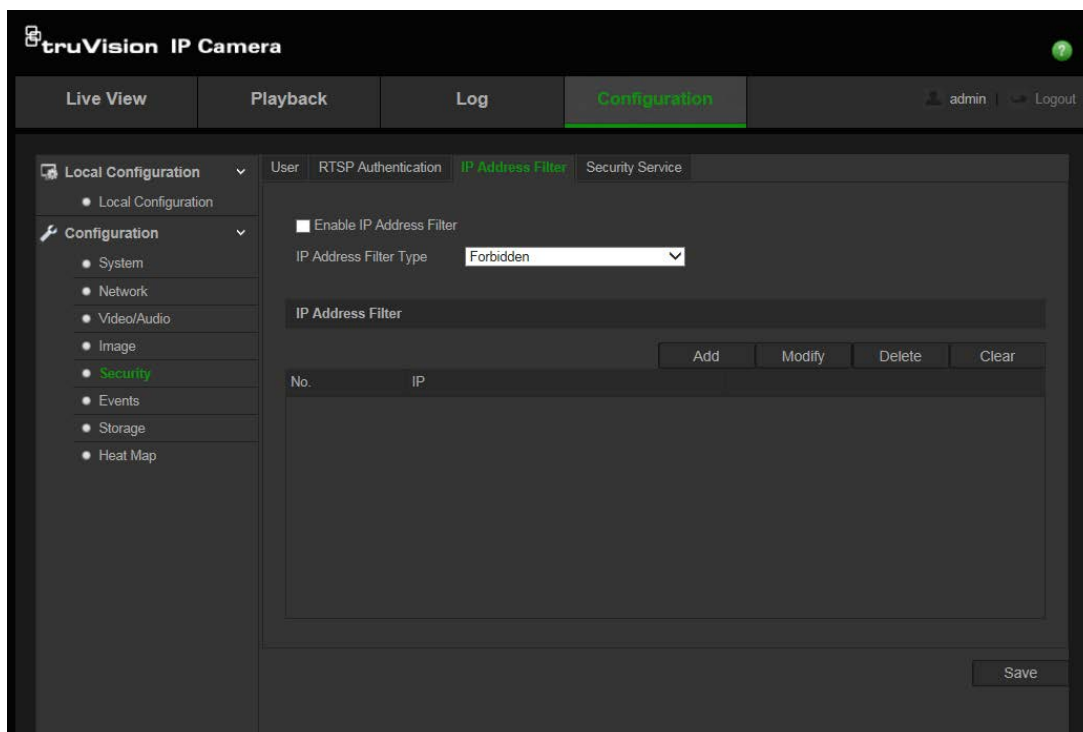 truVision IP Camera
?
Live View Playback Log Configuration admin | Logout
Local Configuration
Local Configuration
Configuration
System
Network
Video/Audio
Image
Security
Events
Storage
Heat Map
User RTSP Authentication IP Address Filter Security Service
Enable IP Address Filter
IP Address Filter Type Forbidden
IP Address Filter
Add Modify Delete Clear
No. IP
Save